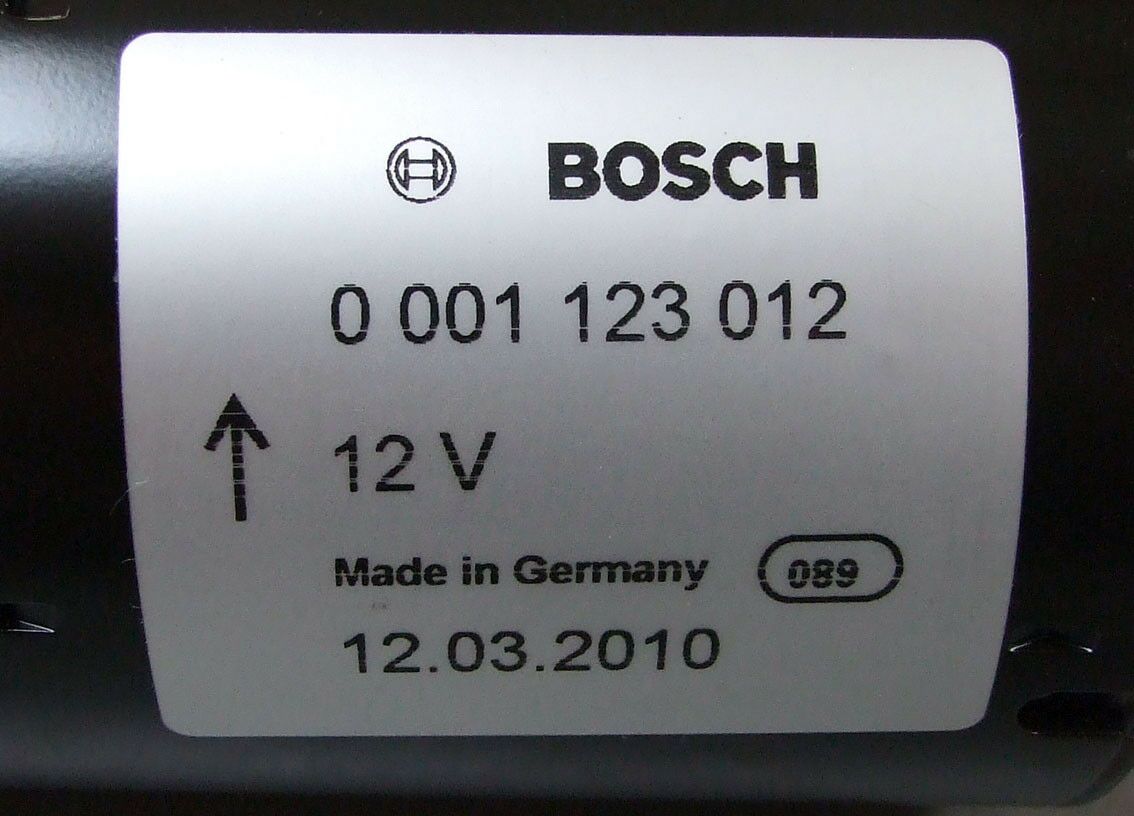 BOSCH
0 001 123 012
12 V
Made in Germany 089
12.03.2010